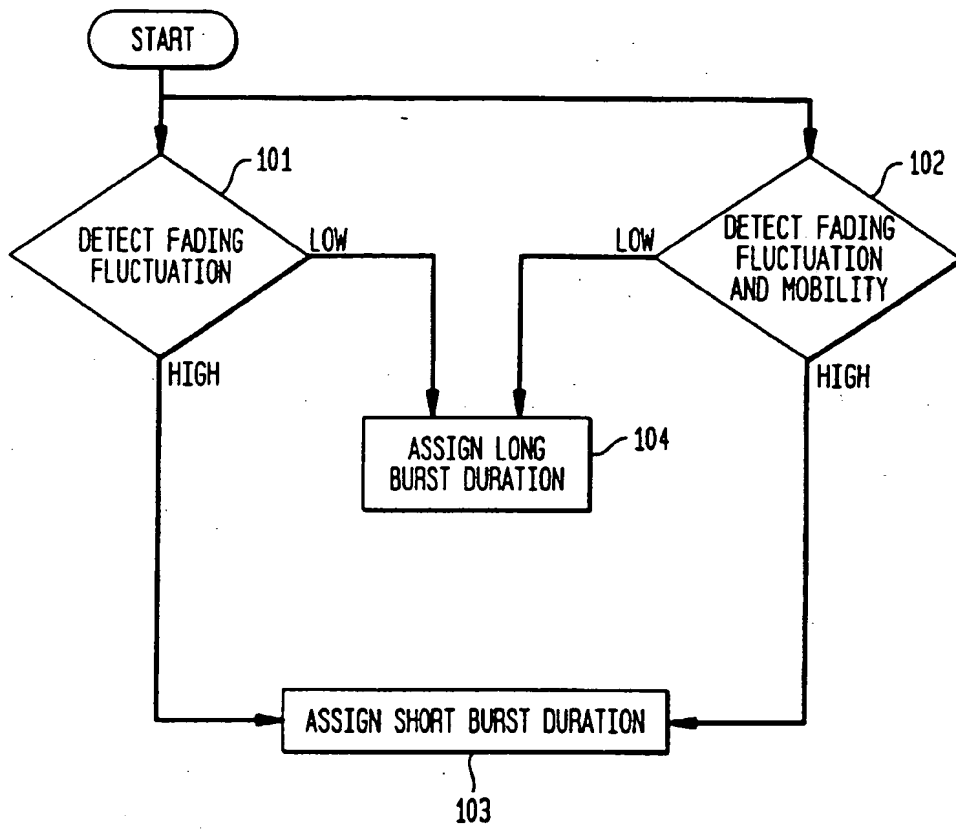 START
101
DETECT FADING
FLUCTUATION
LOW
HIGH
102
DETECT FADING
FLUCTUATION
AND MOBILITY
LOW
HIGH
ASSIGN LONG
BURST DURATION
104
ASSIGN SHORT BURST DURATION
103